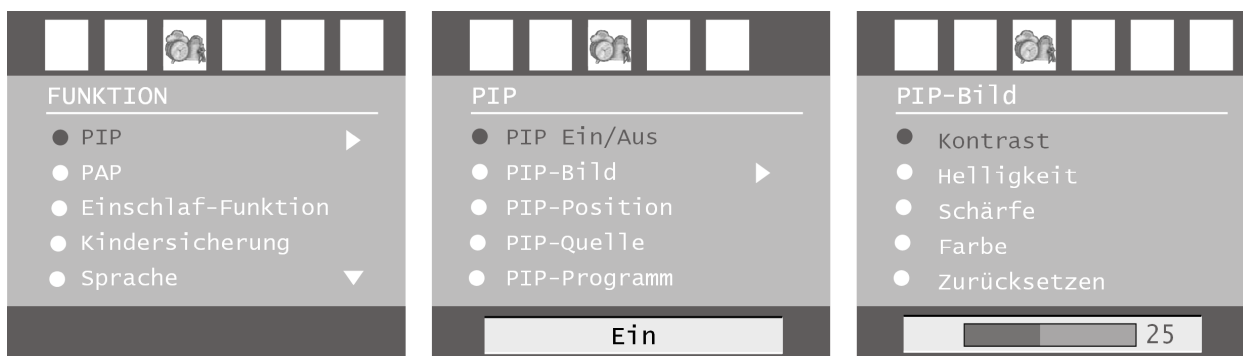 FUNKTION
PIP
PAP
Einschlaf-Funktion
Kindersicherung
Sprache
PIP
PIP Ein/Aus
PIP-Bild
PIP-Position
PIP-Quelle
PIP-Programm
Ein
PIP-Bild
Kontrast
Helligkeit
Schärfe
Farbe
Zurücksetzen
25